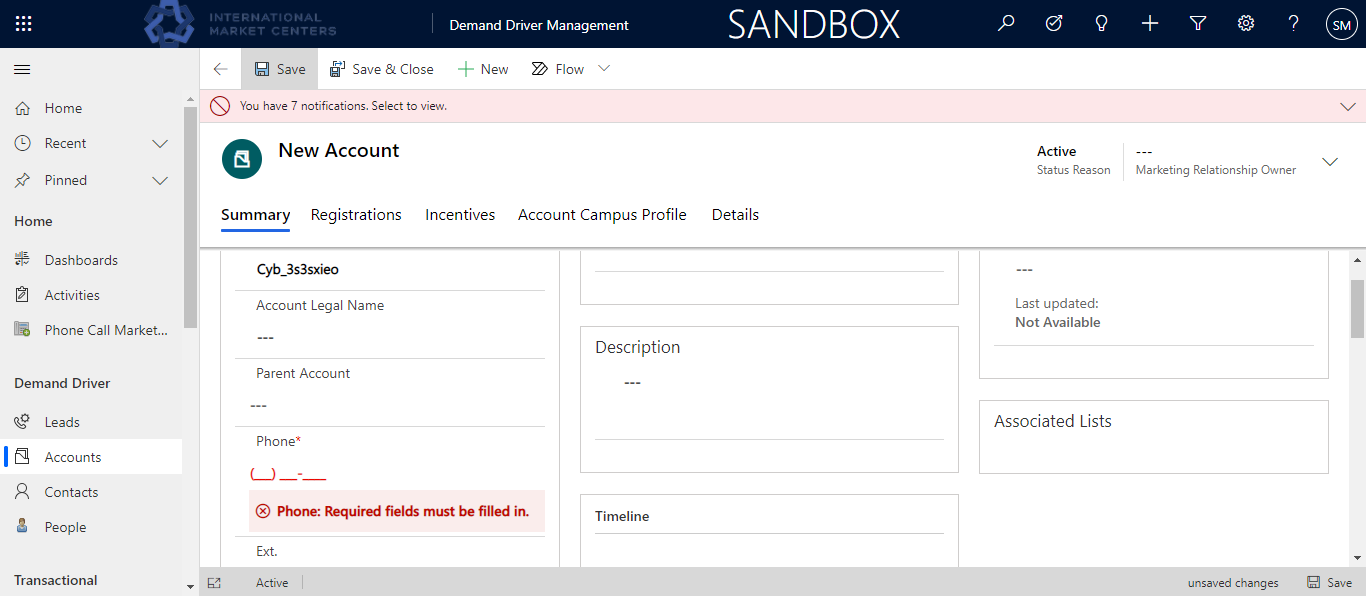 INTERNATIONAL
MARKET CENTERS
Demand Driver Management
SANDBOX
SM
Save
Save & Close
New
Flow
You have 7 notifications. Select to view.
Home
Recent
Pinned
Home
Dashboards
Activities
Phone Call Market...
Demand Driver
Leads
Accounts
Contacts
People
Transactional
New Account
Active
Status Reason
---
Marketing Relationship Owner
Summary
Registrations
Incentives
Account Campus Profile
Details
Cyb_3s3sxieo
Account Legal Name
---
Parent Account
---
Phone*
(__) __-___
Phone: Required fields must be filled in.
Ext.
Description
---
Timeline
---
Last updated:
Not Available
Associated Lists
Active
unsaved changes
Save